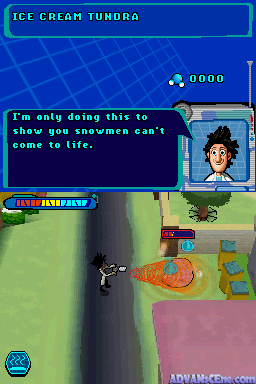 ICE CREAM TUNDRA
0000
I'm only doing this to
show you snowmen can't
come to life.
ADVANsCEne.com